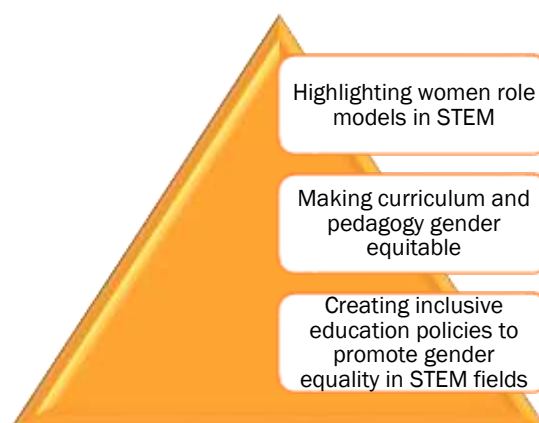 Highlighting women role
models in STEM
Making curriculum and
pedagogy gender
equitable
Creating inclusive
education policies to
promote gender
equality in STEM fields